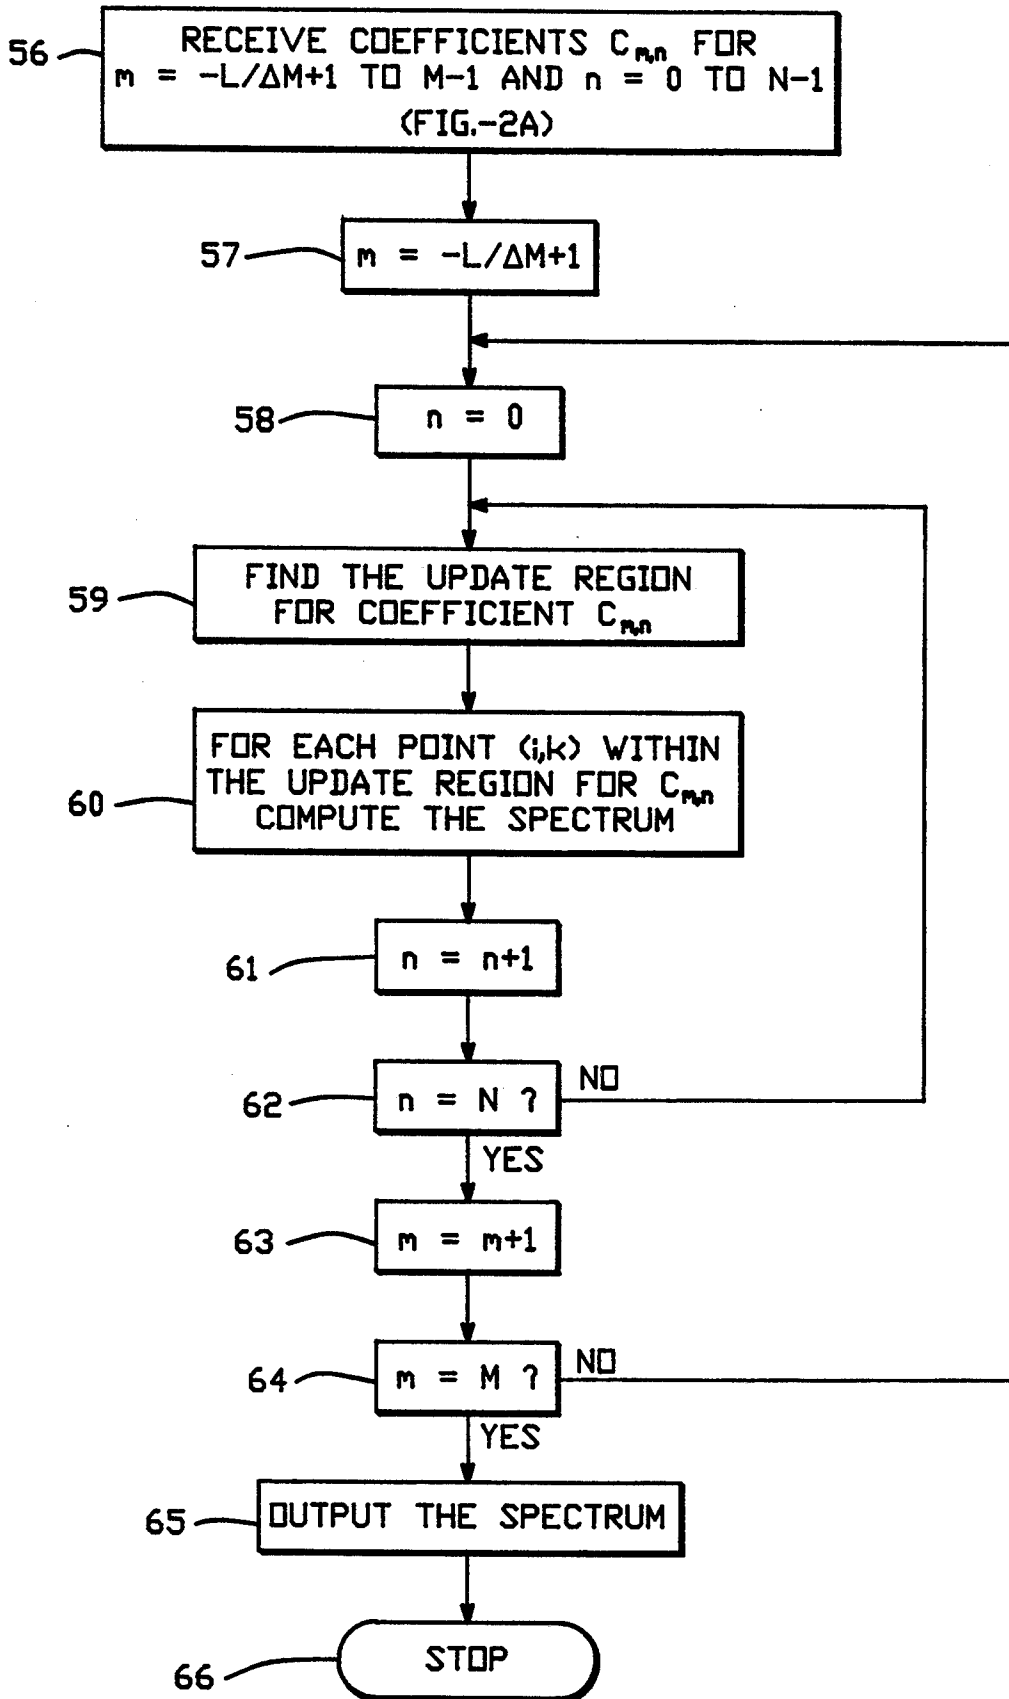 56
RECEIVE COEFFICIENTS Cm,n FOR
m = -L/ΔM+1 TO M-1 AND n = 0 TO N-1
(FIG.-2A)
57
m = -L/ΔM+1
58
n = 0
59
FIND THE UPDATE REGION
FOR COEFFICIENT Cm,n
60
FOR EACH POINT (i,k) WITHIN
THE UPDATE REGION FOR Cm,n
COMPUTE THE SPECTRUM
61
n = n+1
62
n = N ?
NO
YES
63
m = m+1
64
m = M ?
NO
YES
65
OUTPUT THE SPECTRUM
66
STOP